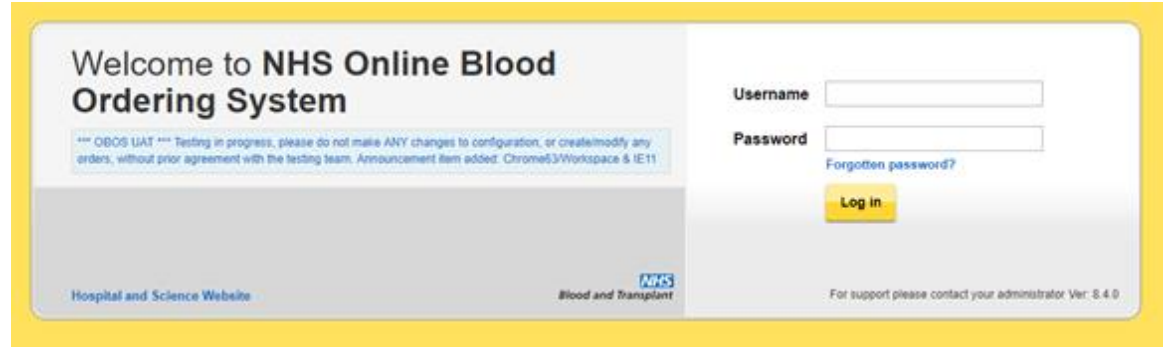 Welcome to NHS Online Blood
Ordering System
*** OBOS UAT *** Testing in progress, please do not make ANY changes to configuration, or create/modify any
orders, without prior agreement with the testing team. Announcement item added: Chrome63/Workspace & IE11
Username
Password
Forgotten password?
Log in
Hospital and Science Website
NHS
Blood and Transplant
For support please contact your administrator Ver: 8.4.0